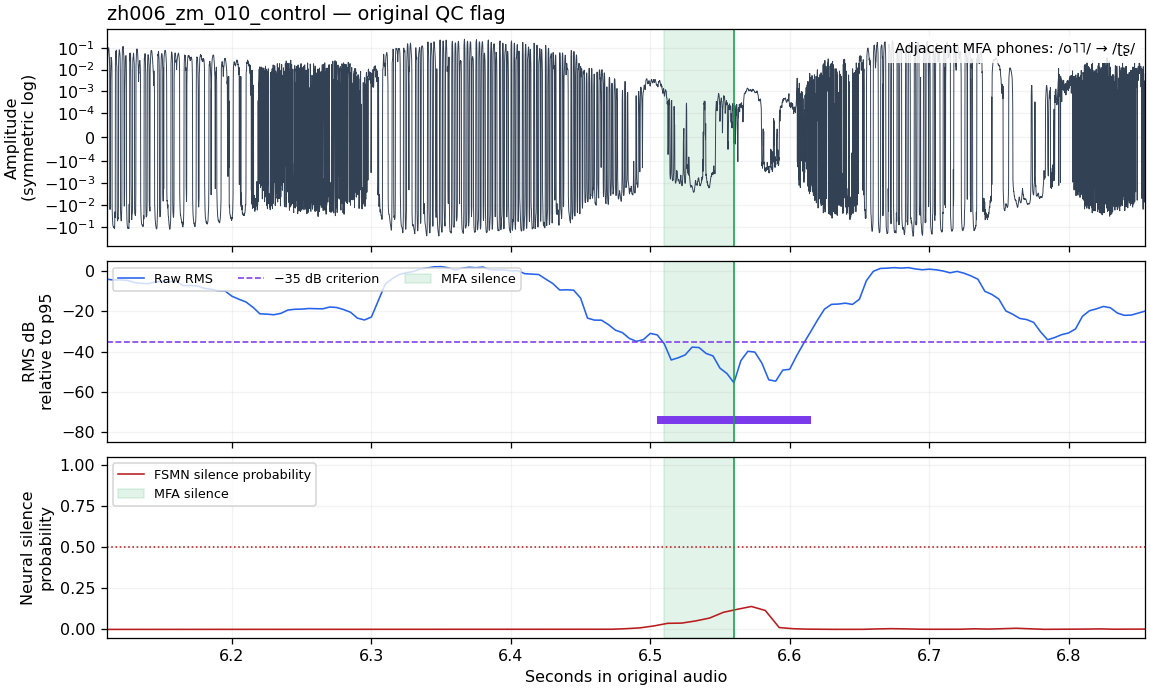 zh006_zm_010_control — original QC flag
Amplitude
(symmetric log)
10⁻¹
10⁻²
10⁻³
10⁻⁴
0
−10⁻⁴
−10⁻³
−10⁻²
−10⁻¹
Adjacent MFA phones: /o˥˥/ → /ʈʂ/
RMS dB
relative to p95
0
−20
−40
−60
−80
Raw RMS
−35 dB criterion
MFA silence
Neural silence
probability
1.00
0.75
0.50
0.25
0.00
FSMN silence probability
MFA silence
6.2 6.3 6.4 6.5 6.6 6.7 6.8
Seconds in original audio